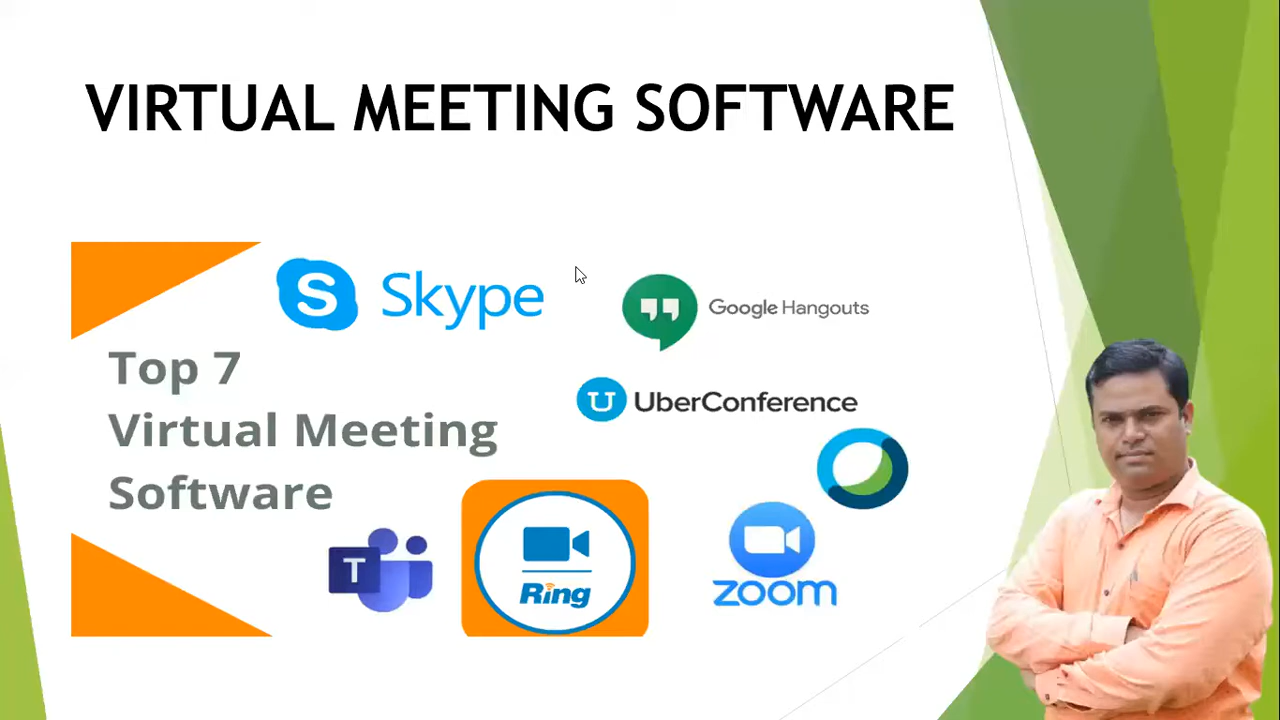 VIRTUAL MEETING SOFTWARE
S Skype
Google Hangouts
Top 7
Virtual Meeting
Software
U UberConference
T
Ring
zoom